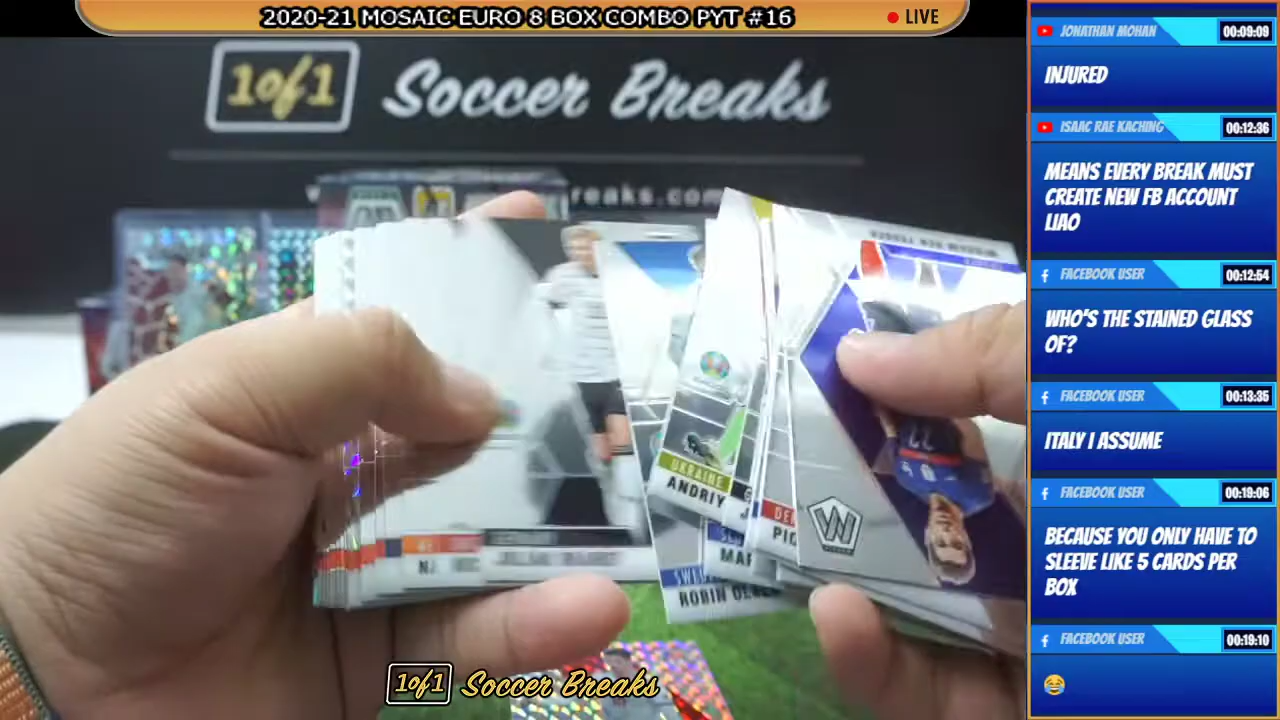 2020-21 MOSAIC EURO 8 BOX COMBO PYT #16
LIVE
1of1 Soccer Breaks
reaks.com
UKRAINE
ANDRIY
PIO
MAR
ROBIN OLSEN
1of1 Soccer Breaks
JONATHAN MOHAN
00:09:09
INJURED
ISAAC RAE KACHING
00:12:36
MEANS EVERY BREAK MUST
CREATE NEW FB ACCOUNT
LIAO
FACEBOOK USER
00:12:54
WHO'S THE STAINED GLASS
OF?
FACEBOOK USER
00:13:35
ITALY I ASSUME
FACEBOOK USER
00:19:06
BECAUSE YOU ONLY HAVE TO
SLEEVE LIKE 5 CARDS PER
BOX
FACEBOOK USER
00:19:10